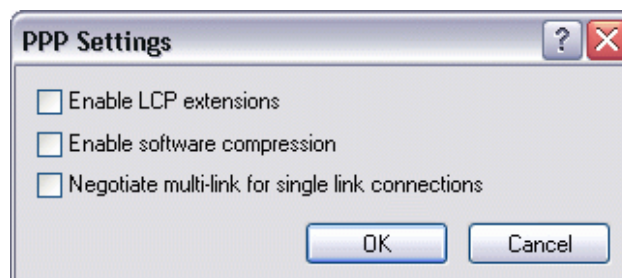 PPP Settings
?
Enable LCP extensions
Enable software compression
Negotiate multi-link for single link connections
OK Cancel